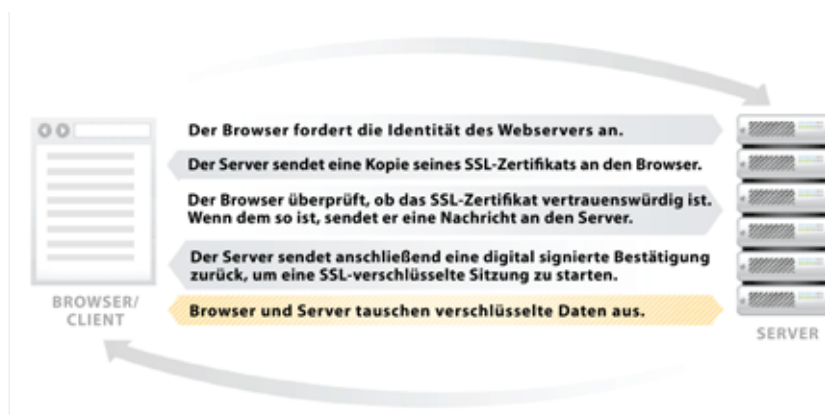 Der Browser fordert die Identität des Webservers an.
Der Server sendet eine Kopie seines SSL-Zertifikats an den Browser.
Der Browser überprüft, ob das SSL-Zertifikat vertrauenswürdig ist.
Wenn dem so ist, sendet er eine Nachricht an den Server.
Der Server sendet anschließend eine digital signierte Bestätigung
zurück, um eine SSL-verschlüsselte Sitzung zu starten.
Browser und Server tauschen verschlüsselte Daten aus.
BROWSER/
CLIENT
SERVER